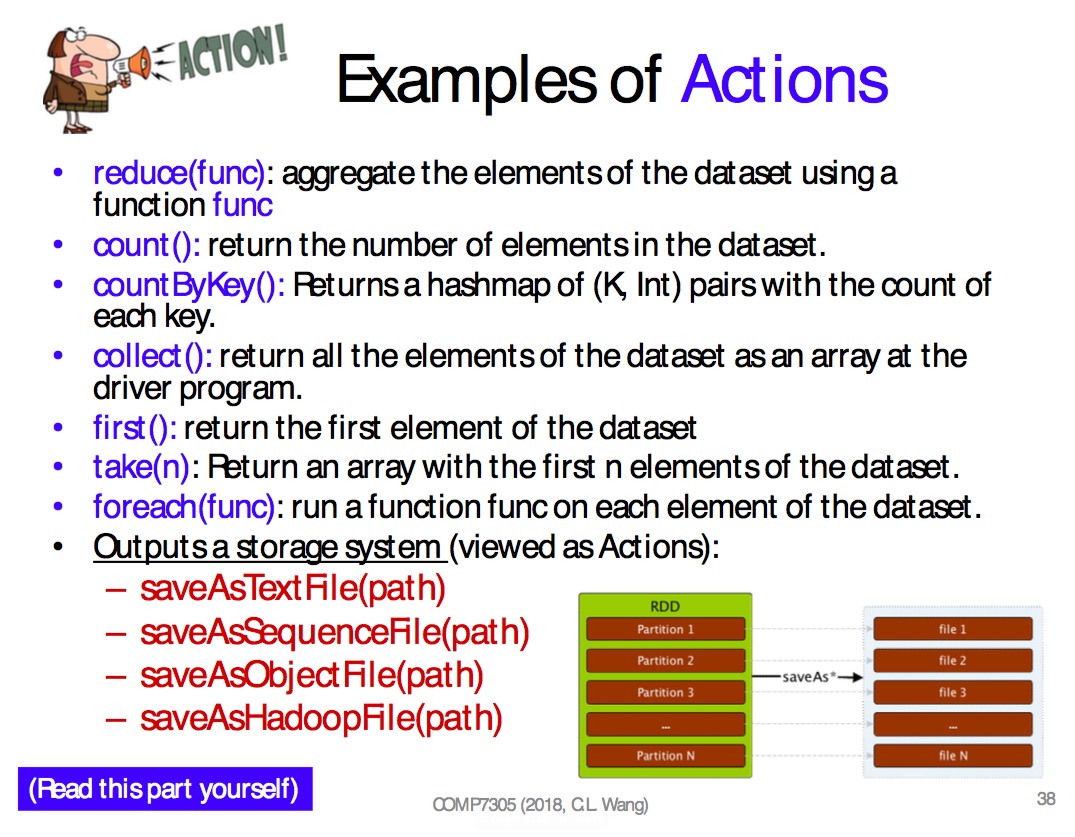 ACTION!
Examples of Actions
• reduce(func): aggregate the elements of the dataset using a
function func
• count(): return the number of elements in the dataset.
• countByKey(): Returns a hashmap of (K, Int) pairs with the count of
each key.
• collect(): return all the elements of the dataset as an array at the
driver program.
• first(): return the first element of the dataset
• take(n): Return an array with the first n elements of the dataset.
• foreach(func): run a function func on each element of the dataset.
• Outputs a storage system (viewed as Actions):
– saveAsTextFile(path)
– saveAsSequenceFile(path)
– saveAsObjectFile(path)
– saveAsHadoopFile(path)
RDD
Partition 1
Partition 2
Partition 3
...
Partition N
saveAs*
file 1
file 2
file 3
...
file N
(Read this part yourself)
COMP7305 (2018, C.L. Wang)
38